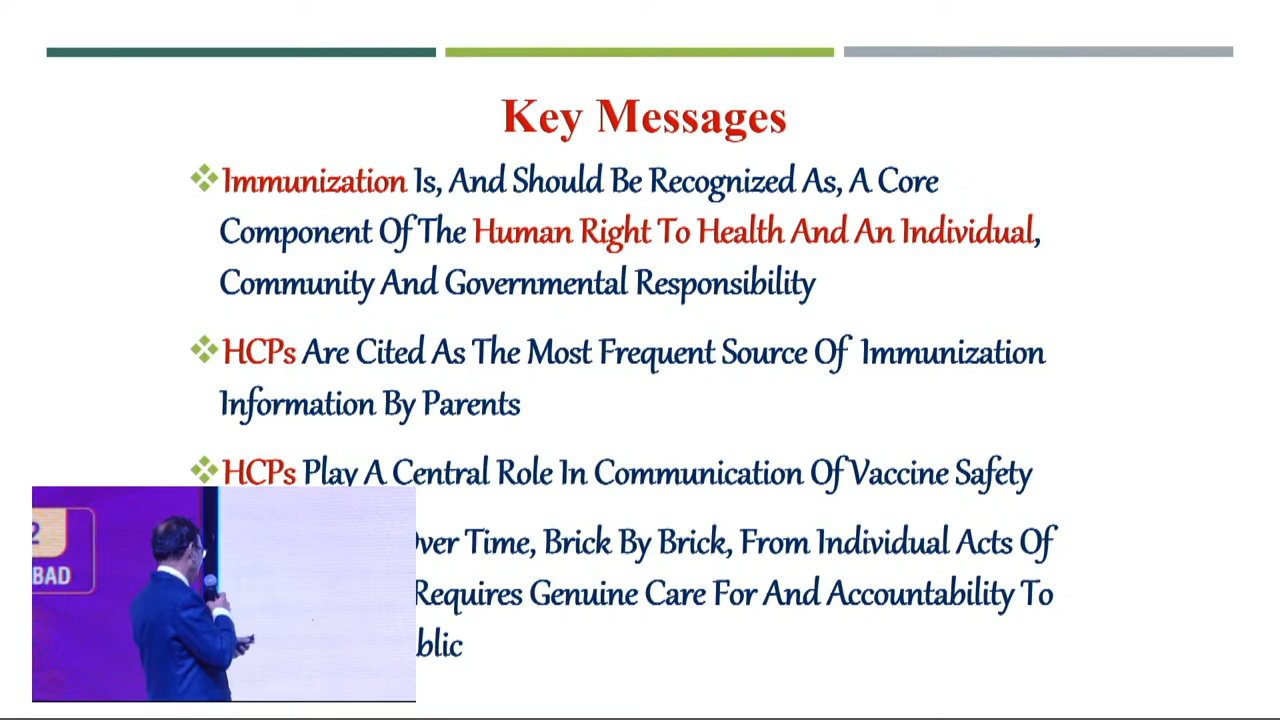 Key Messages
Immunization Is, And Should Be Recognized As, A Core
Component Of The Human Right To Health And An Individual,
Community And Governmental Responsibility
HCPs Are Cited As The Most Frequent Source Of Immunization
Information By Parents
HCPs Play A Central Role In Communication Of Vaccine Safety
Over Time, Brick By Brick, From Individual Acts Of
Requires Genuine Care For And Accountability To
blic
2
BAD